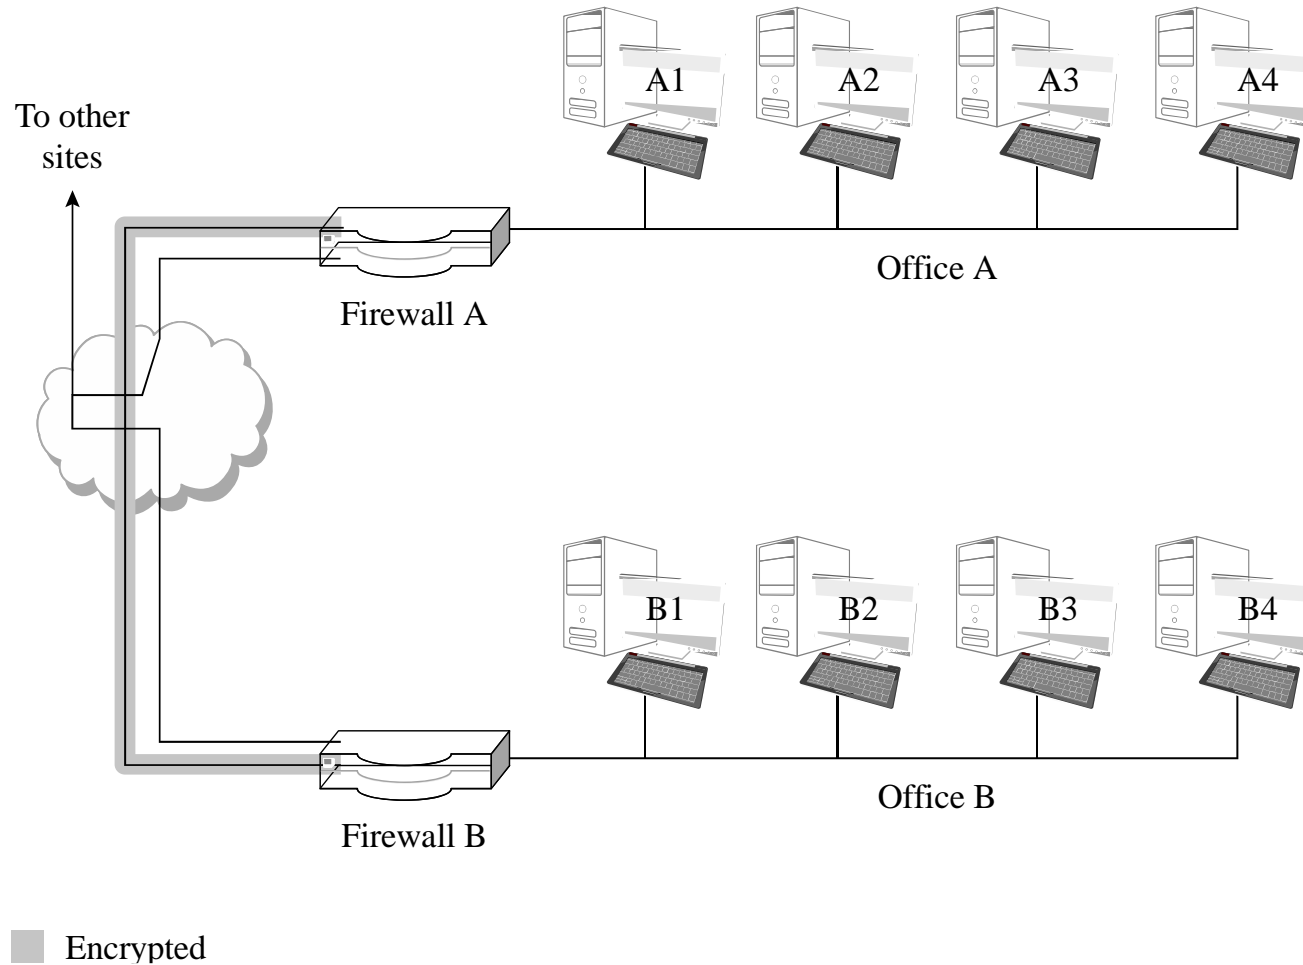 A1
A2
A3
A4
To other
sites
Office A
Firewall A
B1
B2
B3
B4
Office B
Firewall B
Encrypted